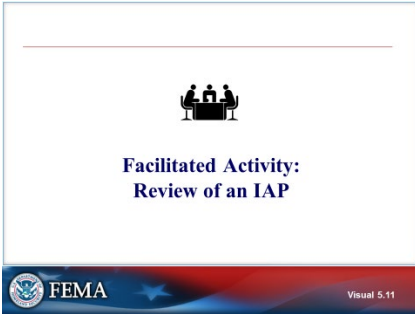 Facilitated Activity:
Review of an IAP
FEMA
Visual 5.11